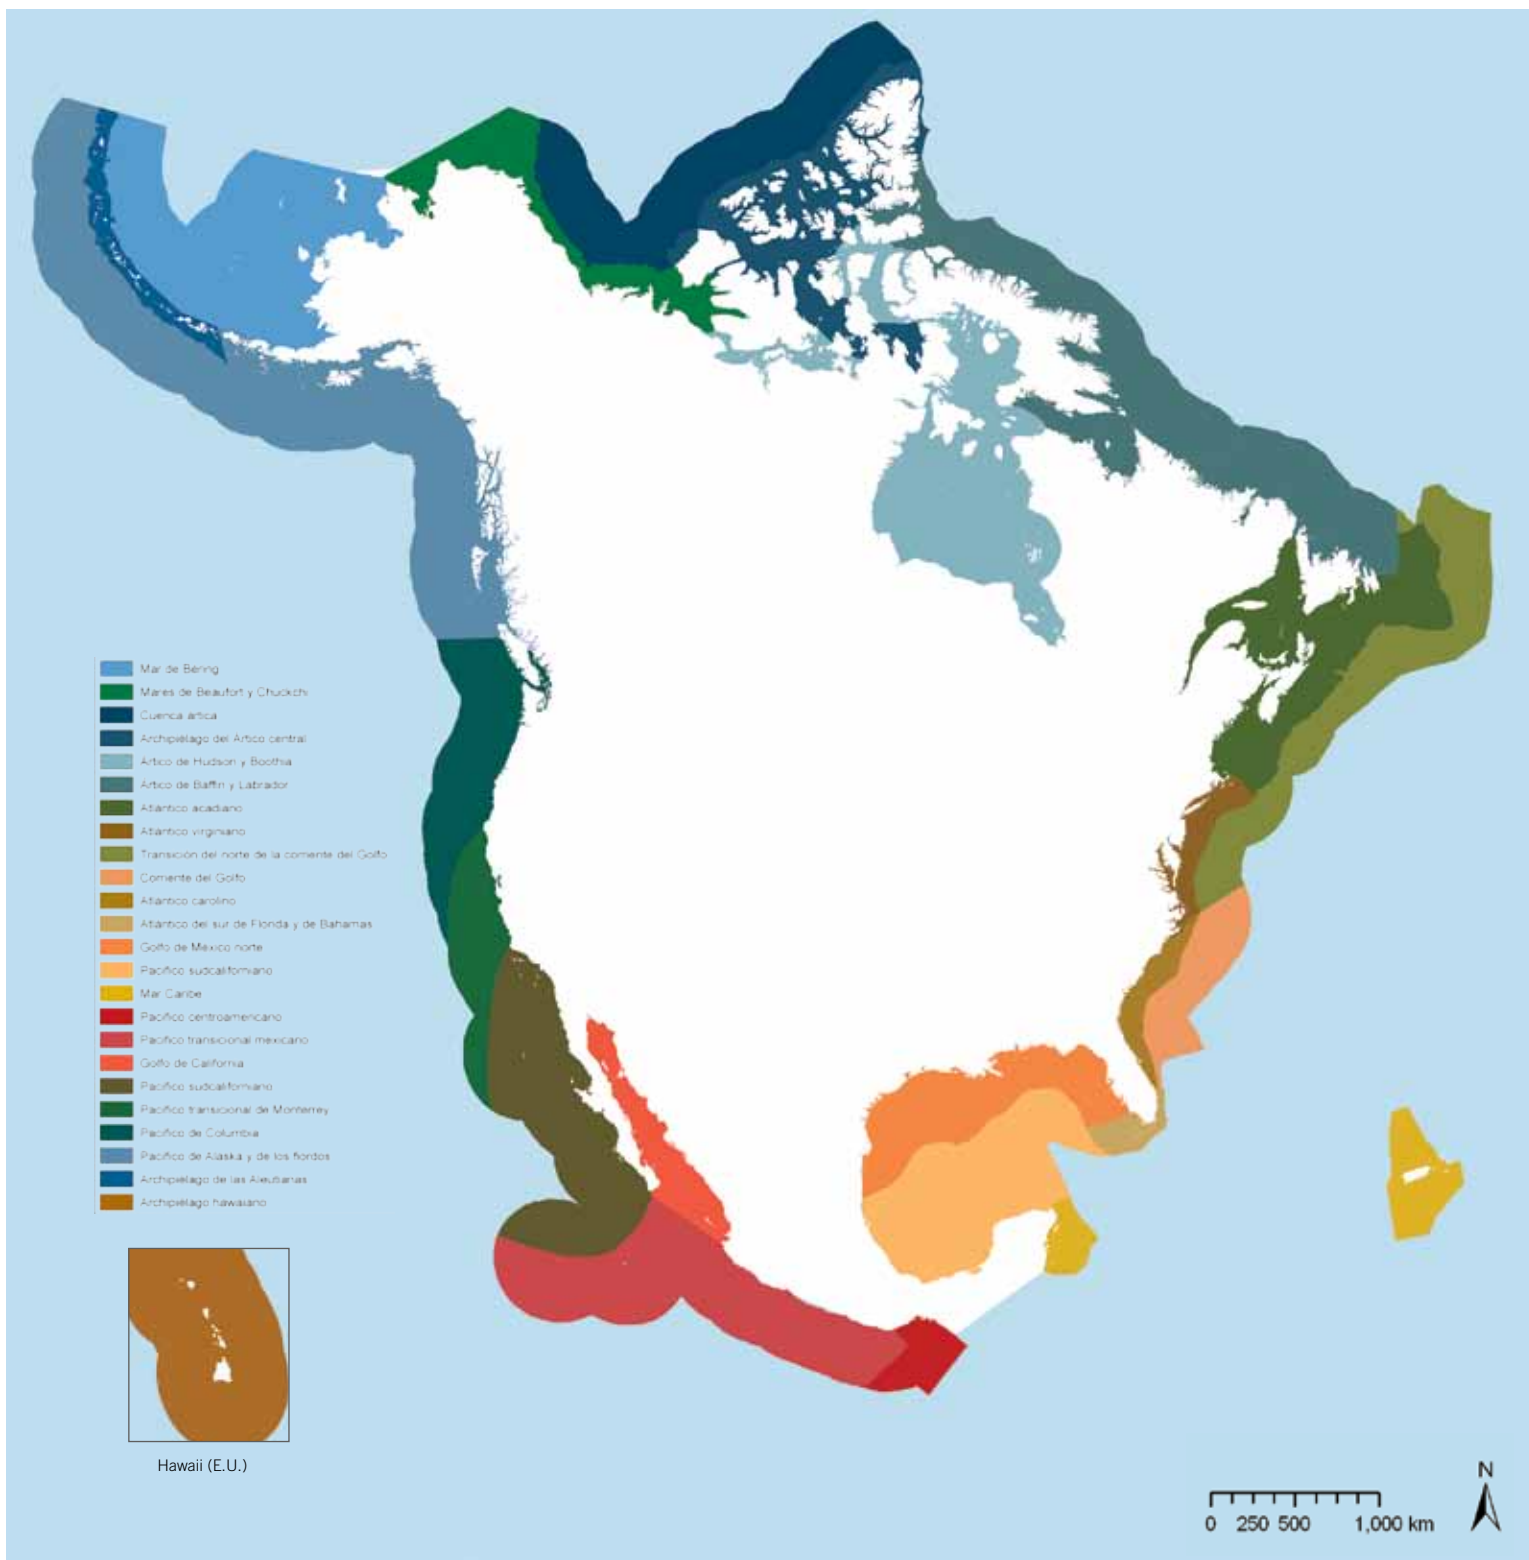 Mar de Bering
Mares de Beaufort y Chuckchi
Cuenca ártica
Archipiélago del Ártico central
Ártico de Hudson y Boothia
Ártico de Baffin y Labrador
Atlántico acadiano
Atlántico virginiano
Transición del norte de la corriente del Golfo
Corriente del Golfo
Atlántico carolino
Atlántico del sur de Florida y de Bahamas
Golfo de México norte
Pacífico sudcaliforniano
Mar Caribe
Pacífico centroamericano
Pacífico transicional mexicano
Golfo de California
Pacífico sudcaliforniano
Pacífico transicional de Monterrey
Pacífico de Columbia
Pacífico de Alaska y de los fiordos
Archipiélago de las Aleutianas
Archipiélago hawaiano
Hawaii (E.U.)
N
0 250 500 1,000 km